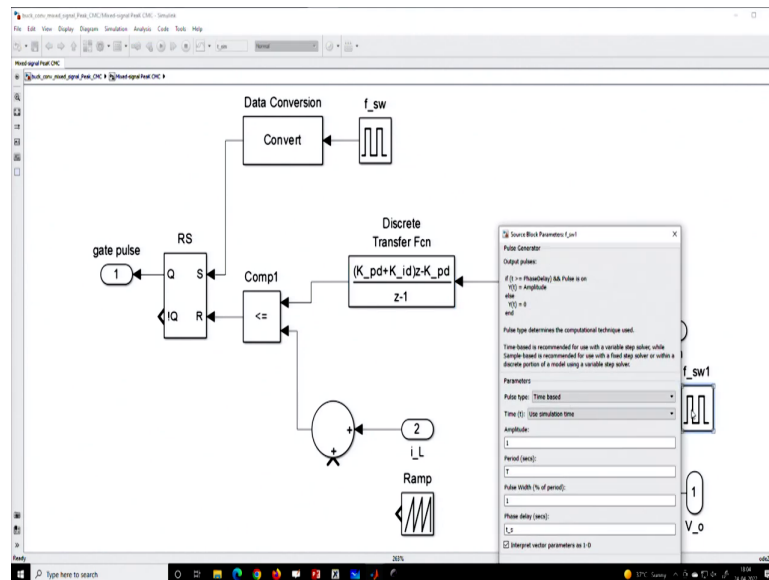 buck_conv_mixed_signal_Peak_CMC/Mixed-signal Peak CMC - Simulink
File Edit View Display Diagram Simulation Analysis Code Tools Help
t_sim
Normal
Mixed-signal Peak CMC
buck_conv_mixed_signal_Peak_CMC
Mixed-signal Peak CMC
Data Conversion
f_sw
Convert
Discrete
Transfer Fcn
RS
gate pulse
1
Q
S
!Q
R
Comp1
<=
(K_pd+K_id)z-K_pd
z-1
+
+
2
i_L
Ramp
f_sw1
1
V_o
Source Block Parameters: f_sw1
Pulse Generator
Output pulses:
if (t >= PhaseDelay) && Pulse is on
Y(t) = Amplitude
else
Y(t) = 0
end
Pulse type determines the computational technique used.
Time-based is recommended for use with a variable step solver, while
Sample-based is recommended for use with a fixed step solver or within a
discrete portion of a model using a variable step solver.
Parameters
Pulse type: Time based
Time (t): Use simulation time
Amplitude:
1
Period (secs):
T
Pulse Width (% of period):
1
Phase delay (secs):
t_s
Interpret vector parameters as 1-D
Ready
263%
Type here to search
37°C Sunny
18:04